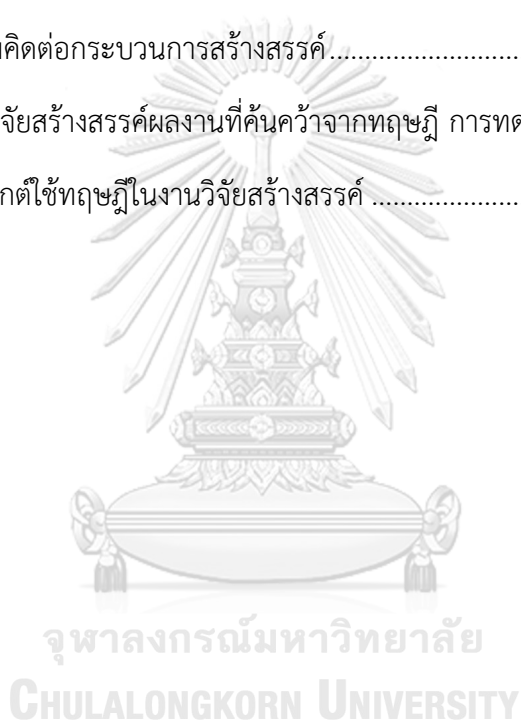 คิดต่อกระบวนการสร้างสรรค์..........................
จัยสร้างสรรค์ผลงานที่ค้นคว้าจากทฤษฎี การทด
กต์ใช้ทฤษฎีในงานวิจัยสร้างสรรค์ .....................
จุฬาลงกรณ์มหาวิทยาลัย
CHULALONGKORN UNIVERSITY